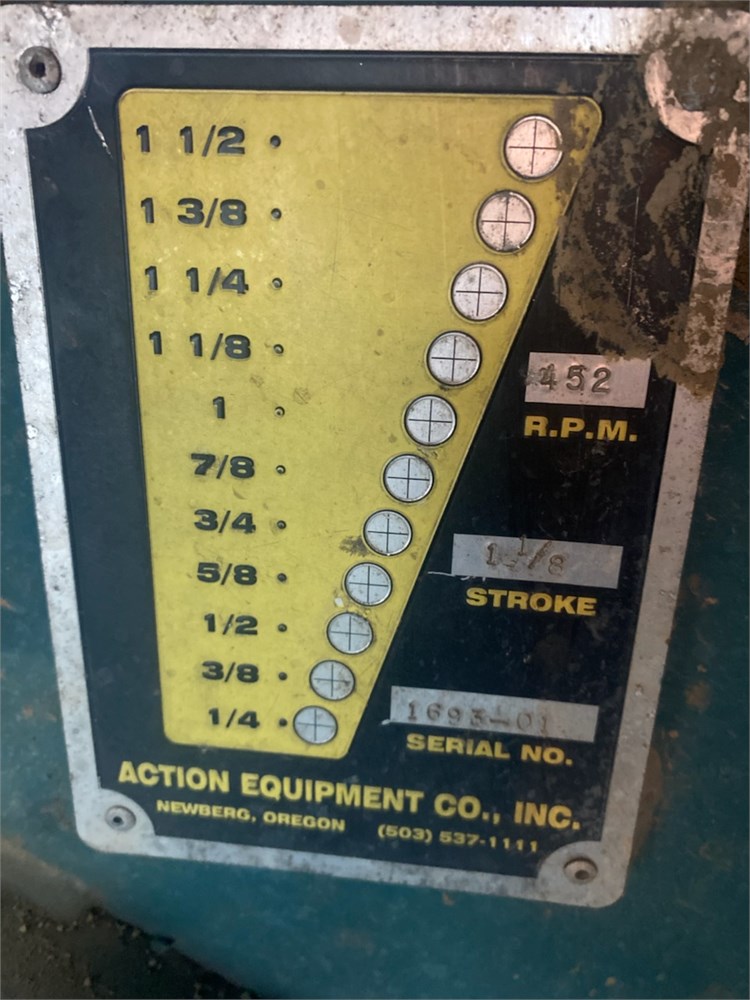 1 1/2
1 3/8
1 1/4
1 1/8
1
7/8
3/4
5/8
1/2
3/8
1/4
452
R.P.M.
1 1/8
STROKE
1693-01
SERIAL NO.
ACTION EQUIPMENT CO., INC.
NEWBERG, OREGON (503) 537-1111